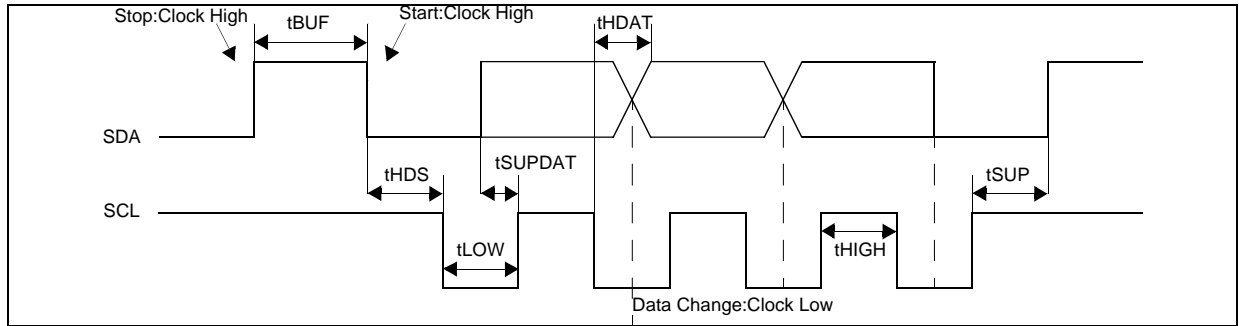 Stop:Clock High
tBUF
Start:Clock High
tHDAT
SDA
tHDS
tSUPDAT
tSUP
SCL
tLOW
tHIGH
Data Change:Clock Low